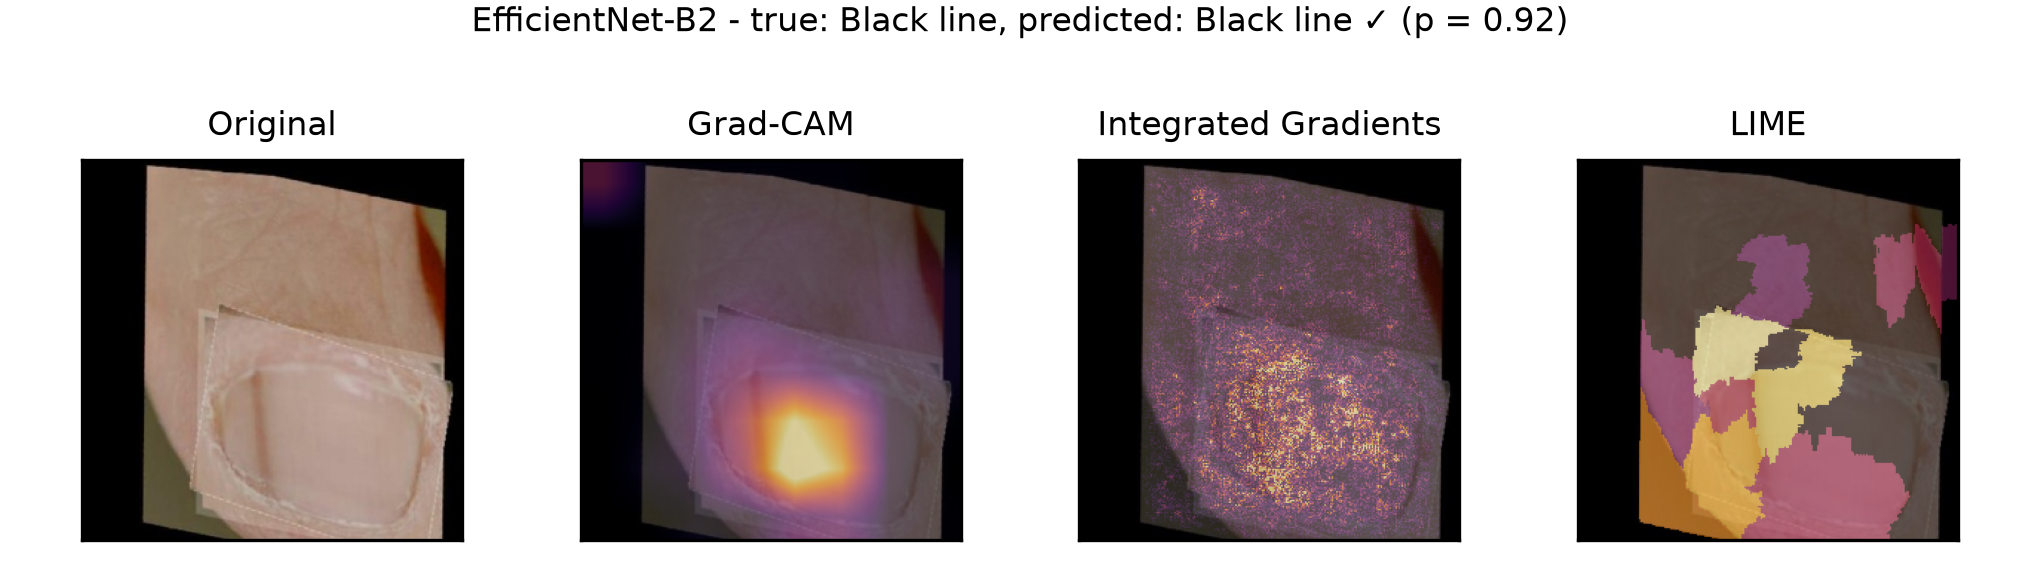 EfficientNet-B2 - true: Black line, predicted: Black line ✓ (p = 0.92)
Original
Grad-CAM
Integrated Gradients
LIME